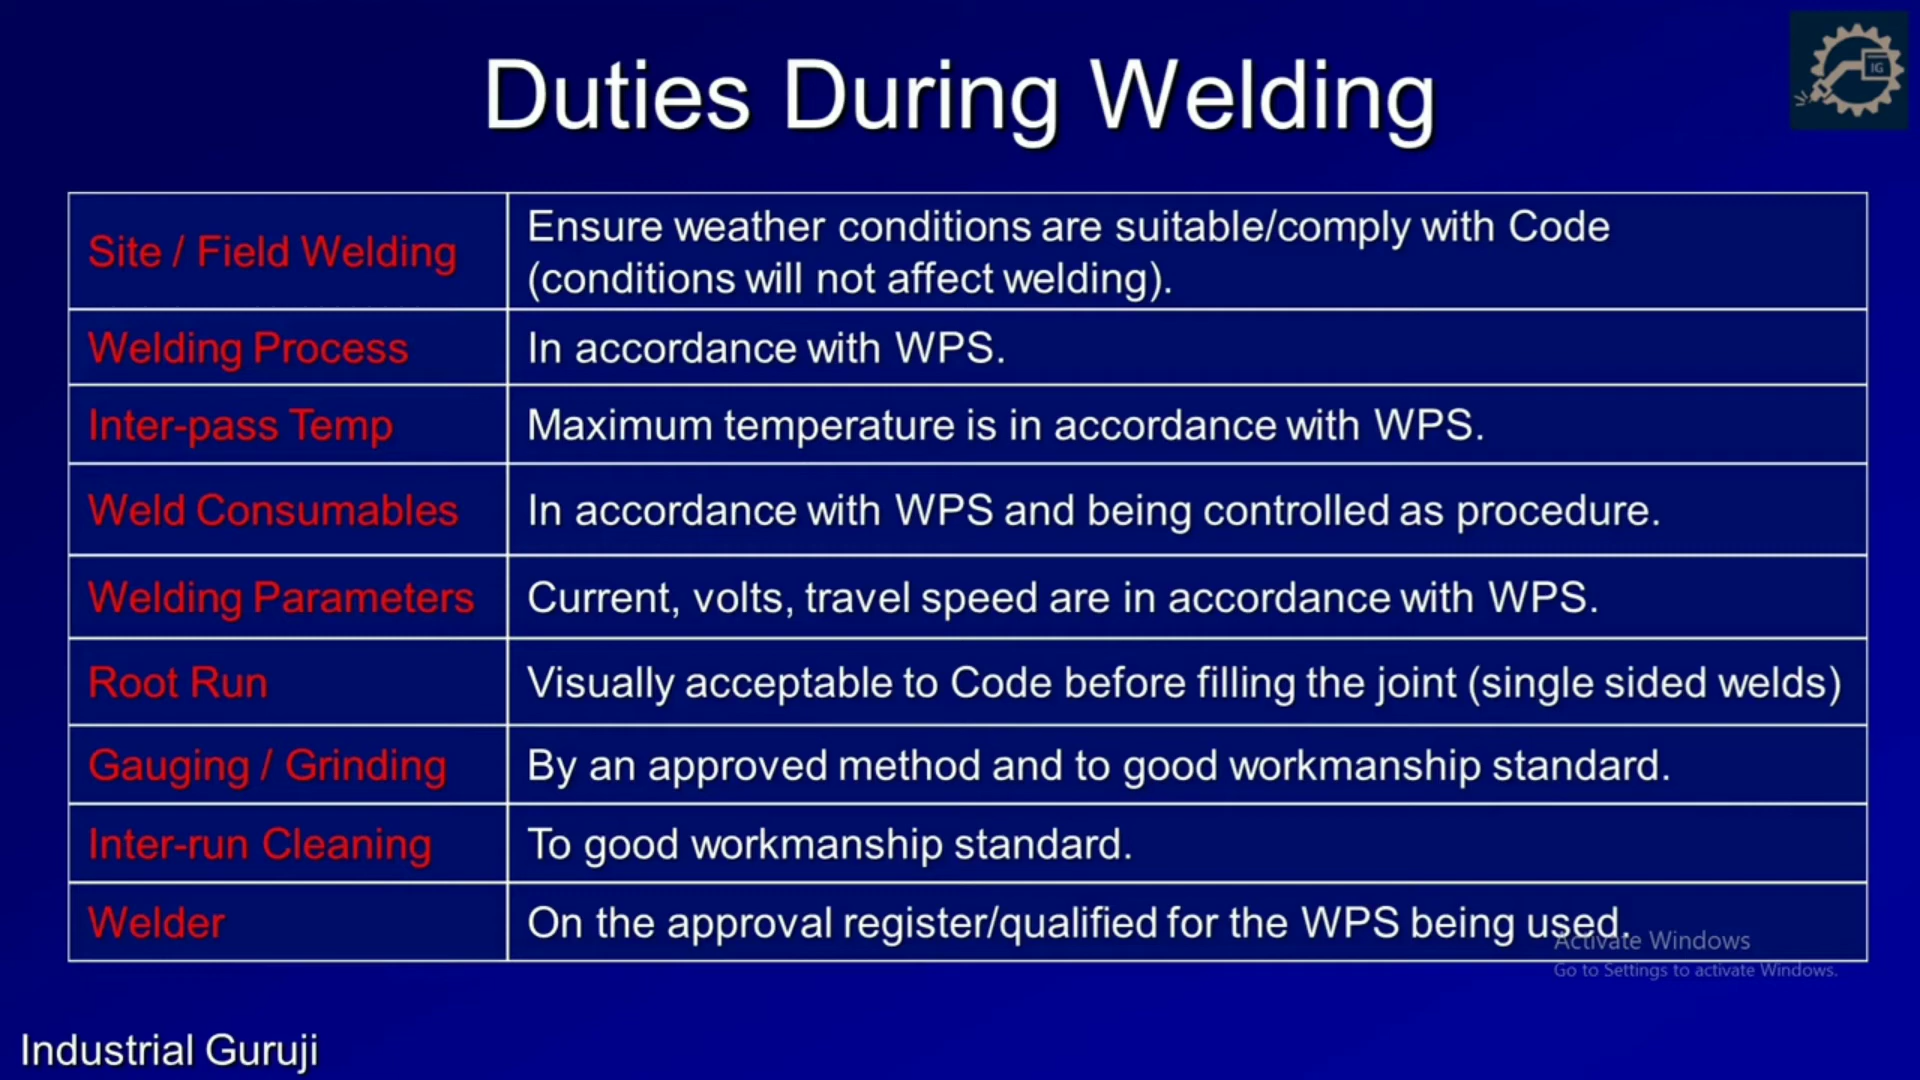 IG
Duties During Welding
Site / Field Welding
Ensure weather conditions are suitable/comply with Code
(conditions will not affect welding).
Welding Process
In accordance with WPS.
Inter-pass Temp
Maximum temperature is in accordance with WPS.
Weld Consumables
In accordance with WPS and being controlled as procedure.
Welding Parameters
Current, volts, travel speed are in accordance with WPS.
Root Run
Visually acceptable to Code before filling the joint (single sided welds)
Gauging / Grinding
By an approved method and to good workmanship standard.
Inter-run Cleaning
To good workmanship standard.
Welder
On the approval register/qualified for the WPS being used.
Activate Windows
Go to Settings to activate Windows.
Industrial Guruji